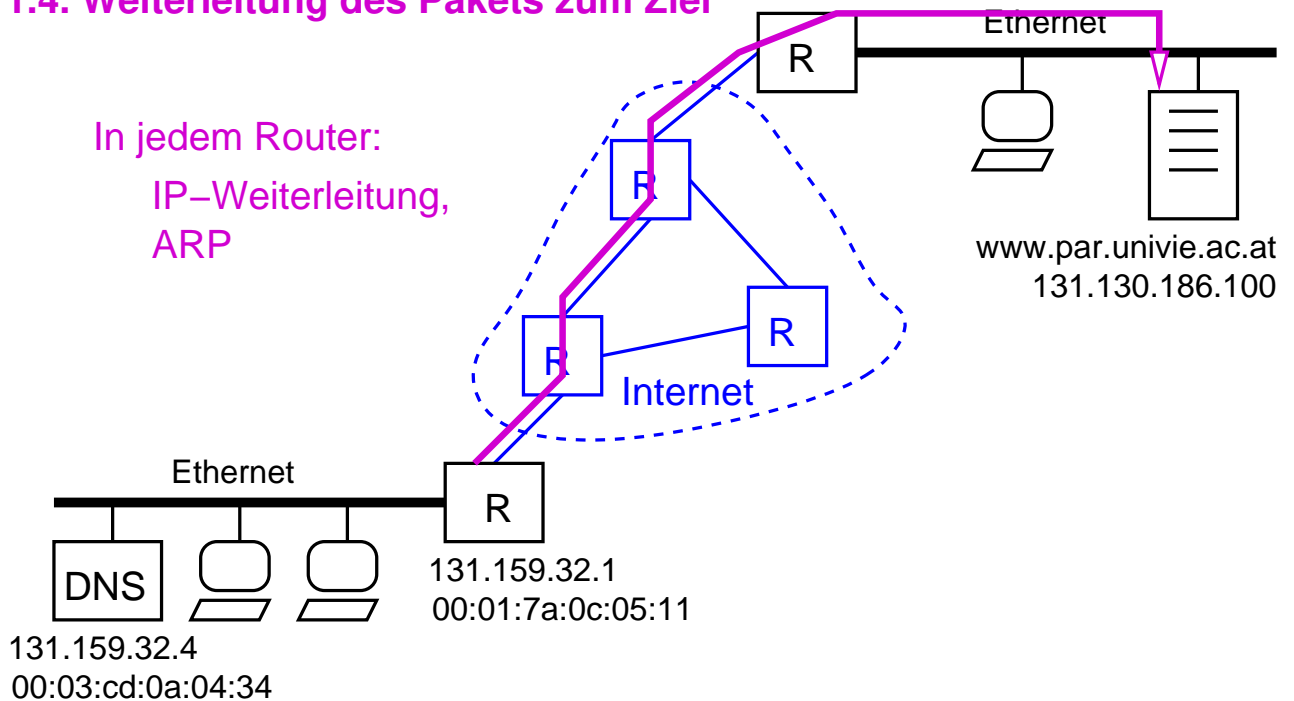 1.4. Weiterleitung des Pakets zum Ziel
Ethernet
R
In jedem Router:
IP−Weiterleitung,
ARP
R
www.par.univie.ac.at
131.130.186.100
R
R
Internet
Ethernet
R
DNS
131.159.32.1
00:01:7a:0c:05:11
131.159.32.4
00:03:cd:0a:04:34